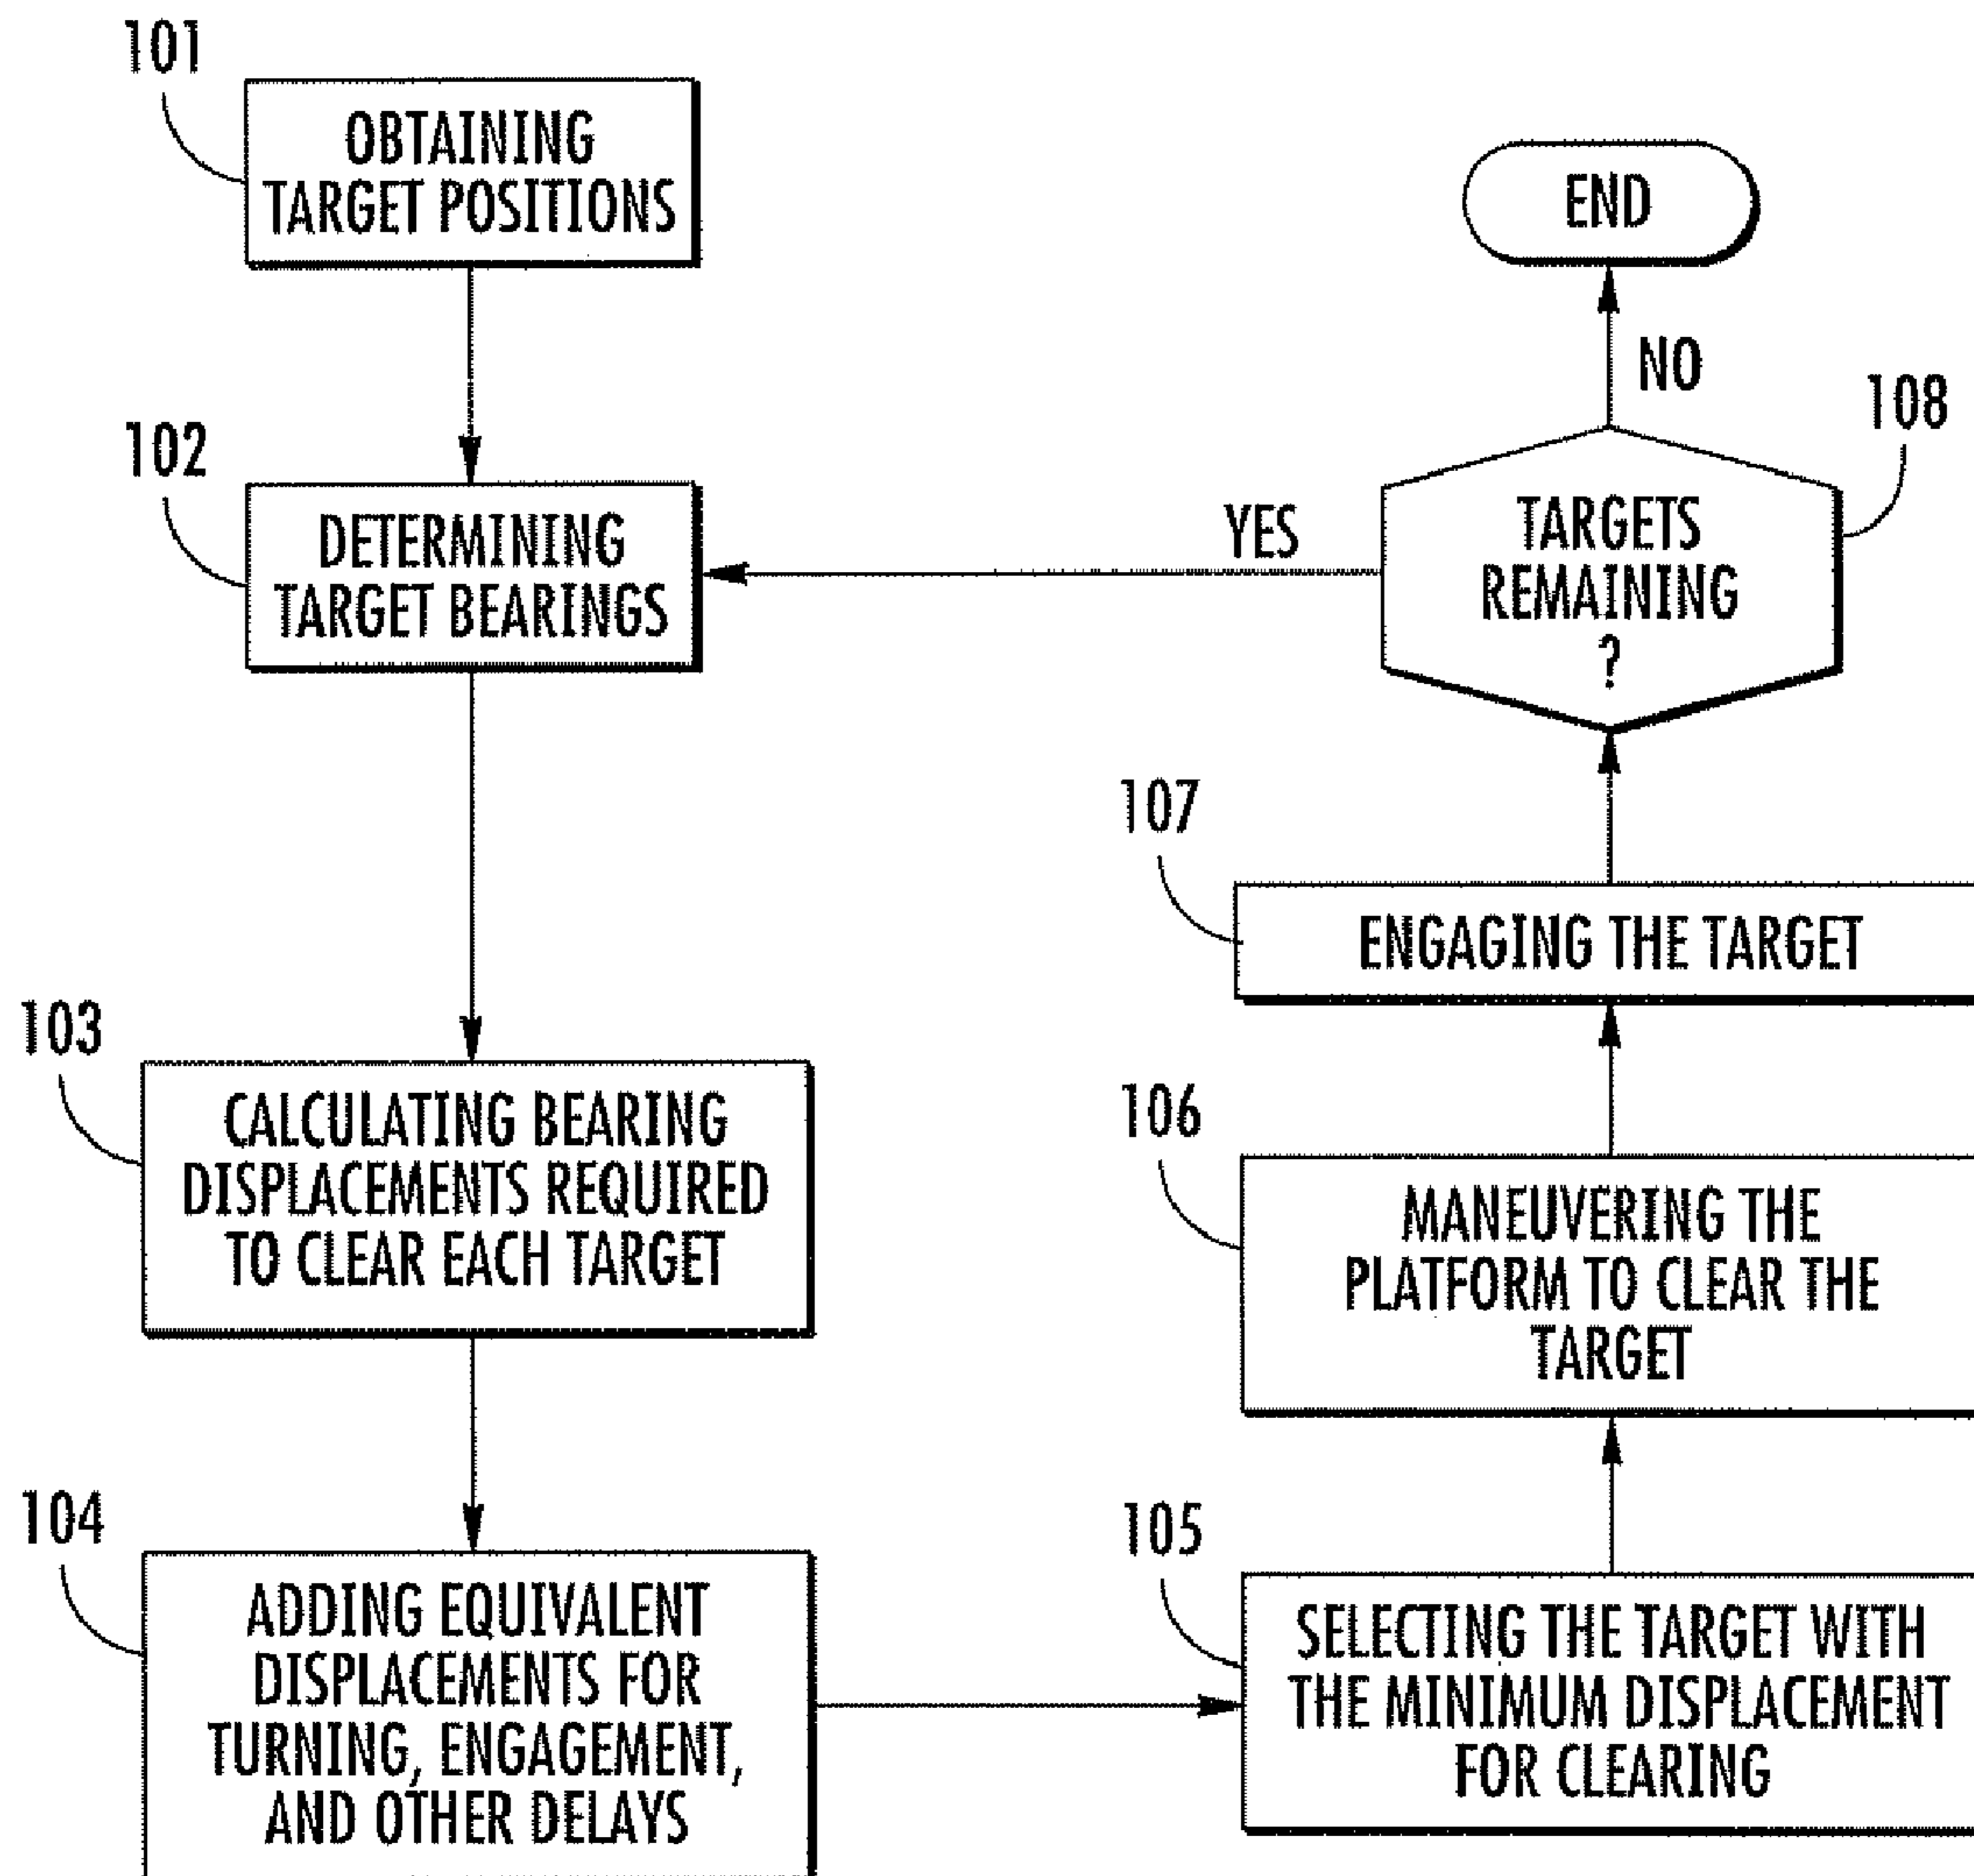 101
OBTAINING
TARGET POSITIONS
102
DETERMINING
TARGET BEARINGS
103
CALCULATING BEARING
DISPLACEMENTS REQUIRED
TO CLEAR EACH TARGET
104
ADDING EQUIVALENT
DISPLACEMENTS FOR
TURNING, ENGAGEMENT,
AND OTHER DELAYS
105
SELECTING THE TARGET WITH
THE MINIMUM DISPLACEMENT
FOR CLEARING
106
MANEUVERING THE
PLATFORM TO CLEAR THE
TARGET
107
ENGAGING THE TARGET
108
TARGETS
REMAINING
?
YES
NO
END